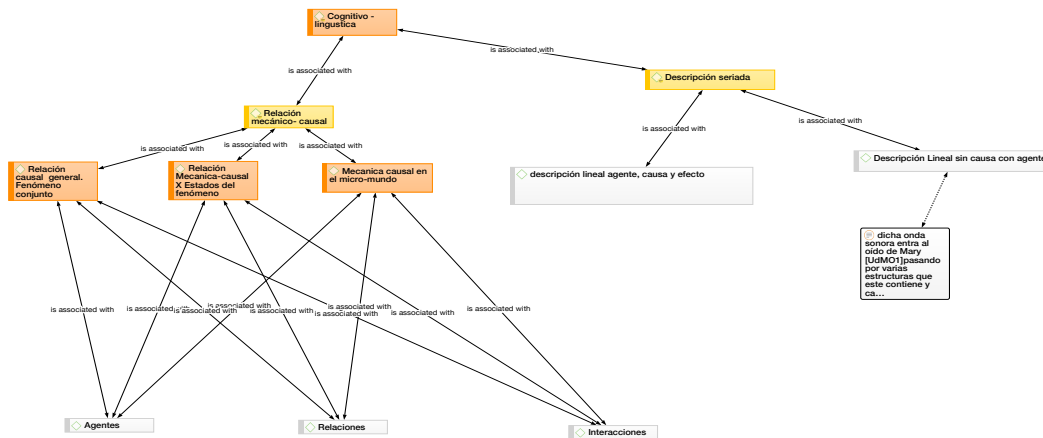 Cognitivo -
lingustica
is associated with
is associated with
Descripción seriada
Relación
mecánico- causal
is associated with
is associated with
is associated with
is associated with
is associated with
Relación
causal general.
Fenómeno
conjunto
Relación
Mecanica-causal
X Estados del
fenómeno
Mecanica causal en
el micro-mundo
descripción lineal agente, causa y efecto
Descripción Lineal sin causa con agente
dicha onda
sonora entra al
oído de Mary
[UdMO1]pasando
por varias
estructuras que
este contiene y
ca...
is associated with
is associated with
is associated with
is associated with
is associated with
is associated with
is associated with
is associated with
is associated with
Agentes
Relaciones
Interacciones